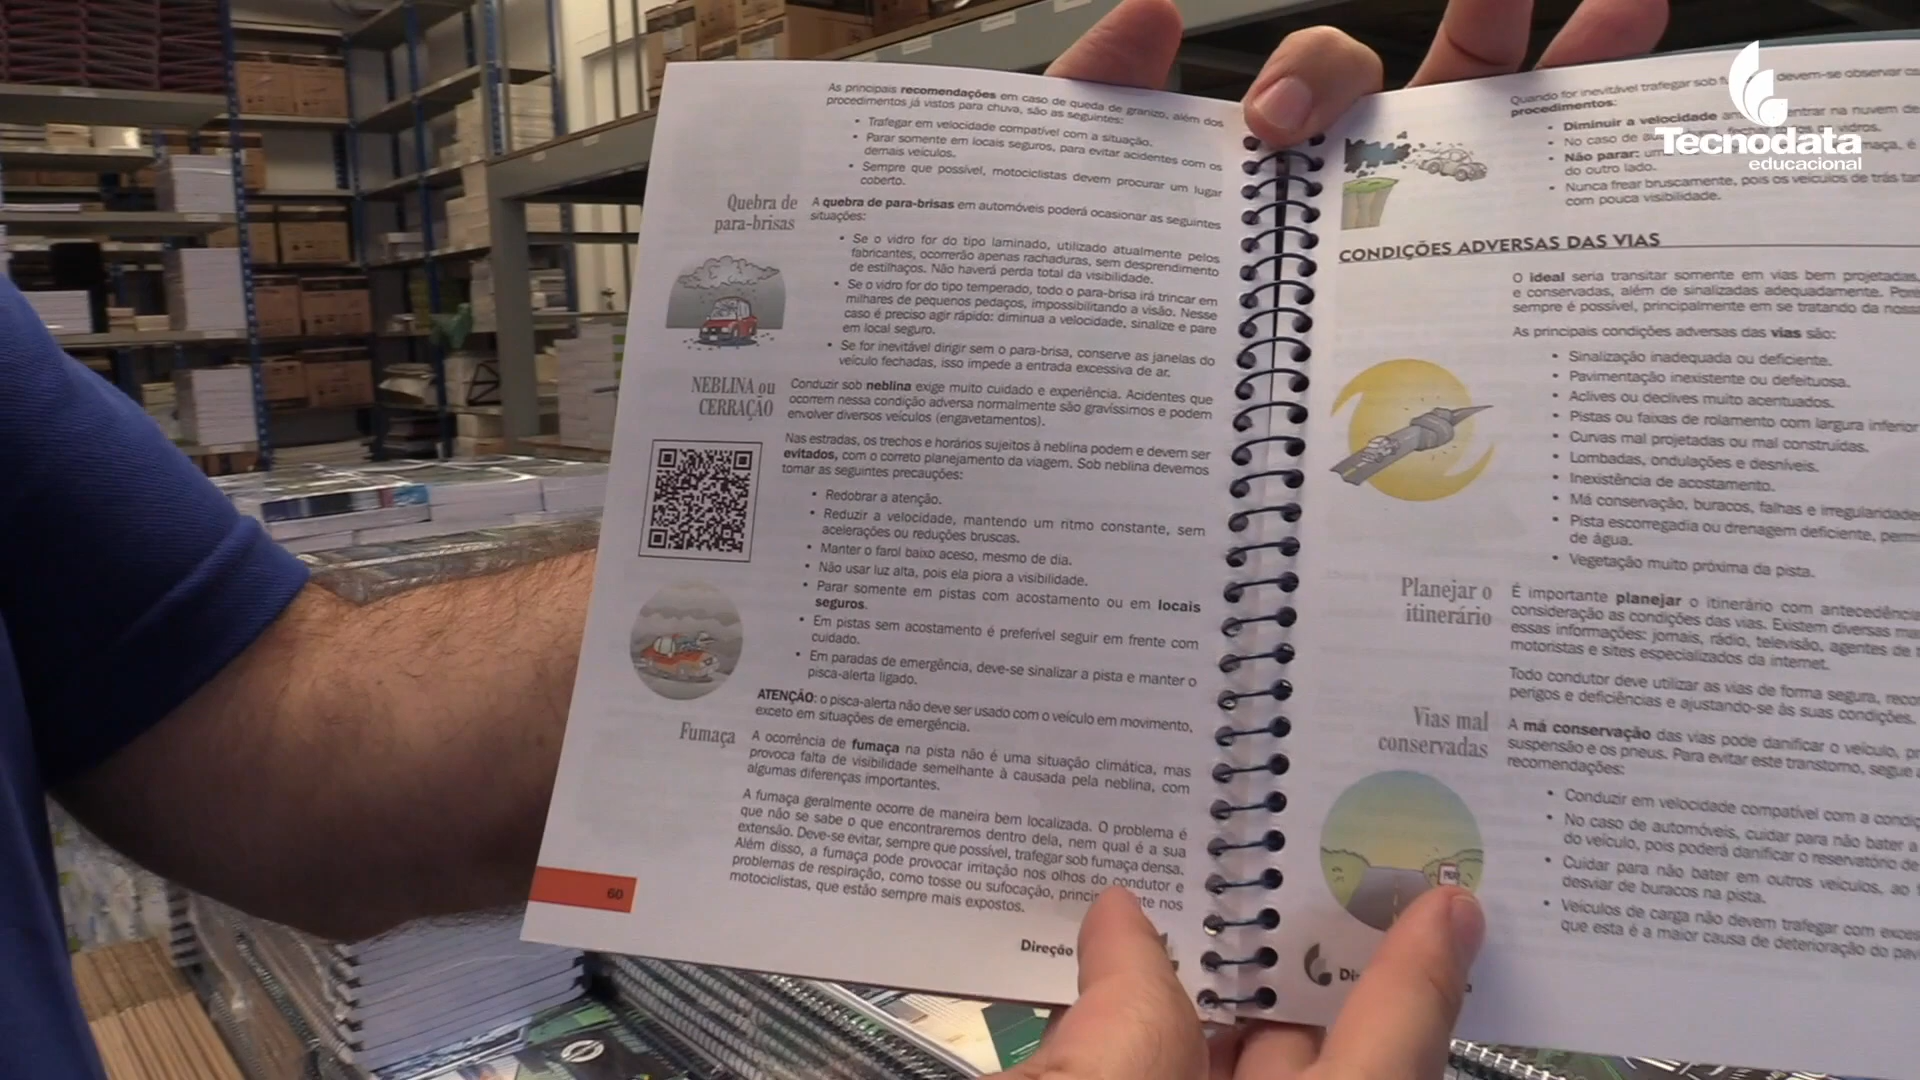 As principais recomendações em caso de queda de granizo, além dos
procedimentos já vistos para chuva, são as seguintes:
• Trafegar em velocidade compatível com a situação.
• Parar somente em locais seguros, para evitar acidentes com os
demais veículos.
• Sempre que possível, motociclistas devem procurar um lugar
coberto.
Quebra de
para-brisas
A quebra de para-brisas em automóveis poderá ocasionar as seguintes
situações:
• Se o vidro for do tipo laminado, utilizado atualmente pelos
fabricantes, ocorrerão apenas rachaduras, sem desprendimento
de estilhaços. Não haverá perda total da visibilidade.
• Se o vidro for do tipo temperado, todo o para-brisa irá trincar em
milhares de pequenos pedaços, impossibilitando a visão. Nesse
caso é preciso agir rápido: diminua a velocidade, sinalize e pare
em local seguro.
• Se for inevitável dirigir sem o para-brisa, conserve as janelas do
veículo fechadas, isso impede a entrada excessiva de ar.
NEBLINA ou
CERRAÇÃO
Conduzir sob neblina exige muito cuidado e experiência. Acidentes que
ocorrem nessa condição adversa normalmente são gravíssimos e podem
envolver diversos veículos (engavetamentos).
Nas estradas, os trechos e horários sujeitos à neblina podem e devem ser
evitados, com o correto planejamento da viagem. Sob neblina devemos
tomar as seguintes precauções:
• Redobrar a atenção.
• Reduzir a velocidade, mantendo um ritmo constante, sem
acelerações ou reduções bruscas.
• Manter o farol baixo aceso, mesmo de dia.
• Não usar luz alta, pois ela piora a visibilidade.
• Parar somente em pistas com acostamento ou em locais
seguros.
• Em pistas sem acostamento é preferível seguir em frente com
cuidado.
• Em paradas de emergência, deve-se sinalizar a pista e manter o
pisca-alerta ligado.
ATENÇÃO: o pisca-alerta não deve ser usado com o veículo em movimento,
exceto em situações de emergência.
Fumaça
A ocorrência de fumaça na pista não é uma situação climática, mas
provoca falta de visibilidade semelhante à causada pela neblina, com
algumas diferenças importantes.
A fumaça geralmente ocorre de maneira bem localizada. O problema é
que não se sabe o que encontraremos dentro dela, nem qual é a sua
extensão. Deve-se evitar, sempre que possível, trafegar sob fumaça densa.
Além disso, a fumaça pode provocar irritação nos olhos do condutor e
problemas de respiração, como tosse ou sufocação, nos
motociclistas, que estão sempre mais expostos.
60
Direção
Quando for inevitável trafegar sob devem-se observar
procedimentos:
• Diminuir a velocidade entrar na nuvem de
• No caso de
• Não parar:
do outro lado.
• Nunca frear bruscamente, pois os veículos de trás
com pouca visibilidade.
CONDIÇÕES ADVERSAS DAS VIAS
O ideal seria transitar somente em vias bem projetadas
e conservadas, além de sinalizadas adequadamente.
sempre é possível, principalmente em se tratando da
As principais condições adversas das vias são:
• Sinalização inadequada ou deficiente.
• Pavimentação inexistente ou defeituosa.
• Aclives ou declives muito acentuados.
• Pistas ou faixas de rolamento com largura inferior
• Curvas mal projetadas ou mal construídas.
• Lombadas, ondulações e desníveis.
• Inexistência de acostamento.
• Má conservação, buracos, falhas e
• Pista escorregadia ou drenagem deficiente,
de água.
• Vegetação muito próxima da pista.
Planejar o
itinerário
É importante planejar o itinerário com
consideração as condições das vias. Existem diversas
essas informações: jornais, rádio, televisão, agentes de
motoristas e sites especializados da internet.
Todo condutor deve utilizar as vias de forma segura,
perigos e deficiências e ajustando-se às suas condições.
Vias mal
conservadas
A má conservação das vias pode danificar o veículo,
suspensão e os pneus. Para evitar este transtorno, segue
recomendações:
• Conduzir em velocidade compatível com a
• No caso de automóveis, cuidar para não bater a
do veículo, pois poderá danificar o reservatório de
• Cuidar para não bater em outros veículos, ao
desviar de buracos na pista.
• Veículos de carga não devem trafegar com
que esta é a maior causa de deterioração do
Tecnodata
educacional